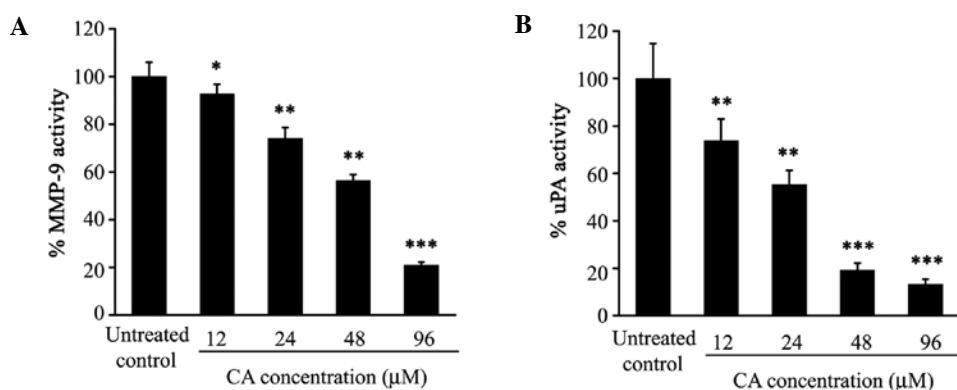 A
% MMP-9 activity
120
100
80
60
40
20
0
*
**
**
***
Untreated
control
12 24 48 96
CA concentration (µM)
B
% uPA activity
120
100
80
60
40
20
0
**
**
***
***
Untreated
control
12 24 48 96
CA concentration (µM)